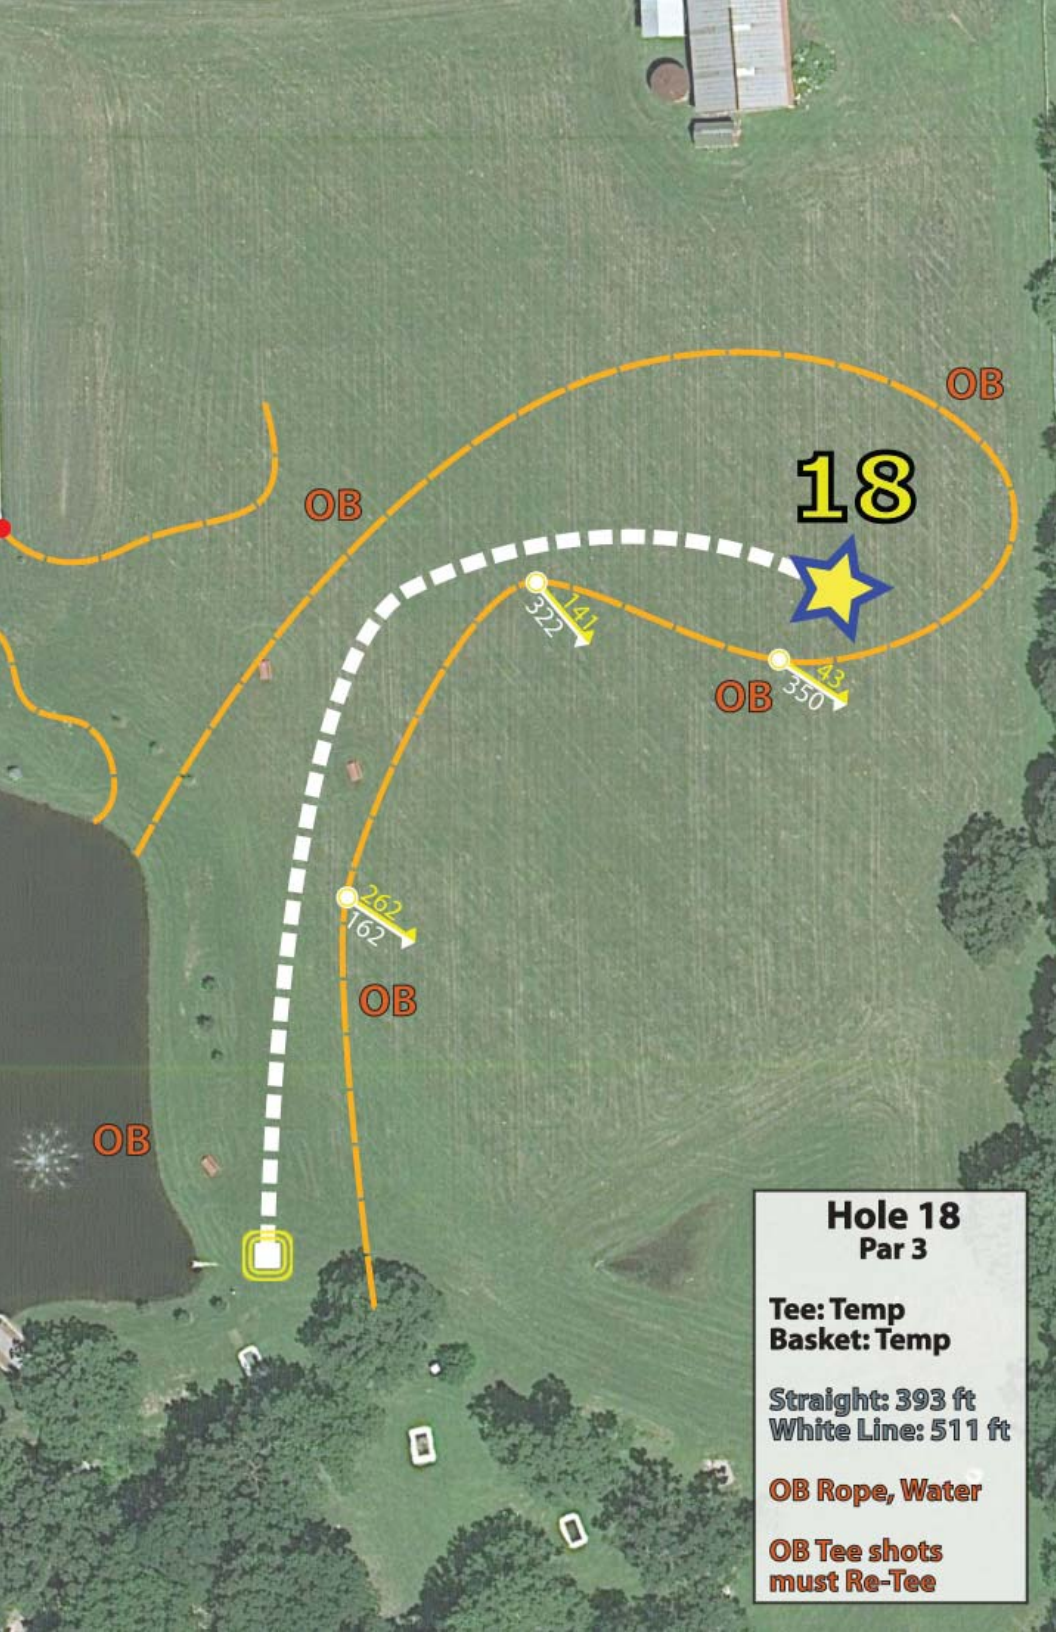 OB
18
OB
141
322
43
350
OB
262
162
OB
OB
Hole 18
Par 3
Tee: Temp
Basket: Temp
Straight: 393 ft
White Line: 511 ft
OB Rope, Water
OB Tee shots
must Re-Tee